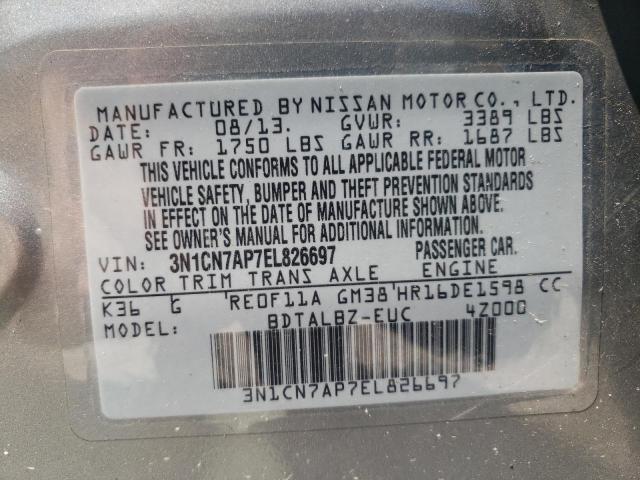 MANUFACTURED BY NISSAN MOTOR CO., LTD.
DATE: 08/13. GVWR: 3389 LBS
GAWR FR: 1750 LBS GAWR RR: 1687 LBS
THIS VEHICLE CONFORMS TO ALL APPLICABLE FEDERAL MOTOR
VEHICLE SAFETY, BUMPER AND THEFT PREVENTION STANDARDS
IN EFFECT ON THE DATE OF MANUFACTURE SHOWN ABOVE.
SEE OWNER'S MANUAL FOR ADDITIONAL INFORMATION.
VIN: 3N1CN7AP7EL826697 PASSENGER CAR.
COLOR TRIM TRANS AXLE ENGINE
K36 G RE0F11A GM38 HR16DE1598 CC
MODEL: BDTALBZ-EUC 4Z000
3N1CN7AP7EL826697